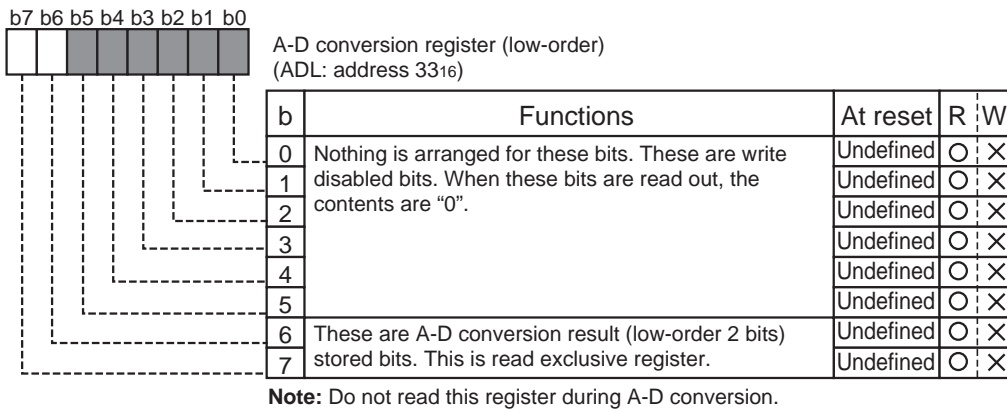 b7 b6 b5 b4 b3 b2 b1 b0
A-D conversion register (low-order)
(ADL: address 3316)
b Functions At reset R W
0 Nothing is arranged for these bits. These are write Undefined ○ ×
1 disabled bits. When these bits are read out, the Undefined ○ ×
2 contents are “0”. Undefined ○ ×
3 Undefined ○ ×
4 Undefined ○ ×
5 Undefined ○ ×
6 These are A-D conversion result (low-order 2 bits) Undefined ○ ×
7 stored bits. This is read exclusive register. Undefined ○ ×
Note: Do not read this register during A-D conversion.